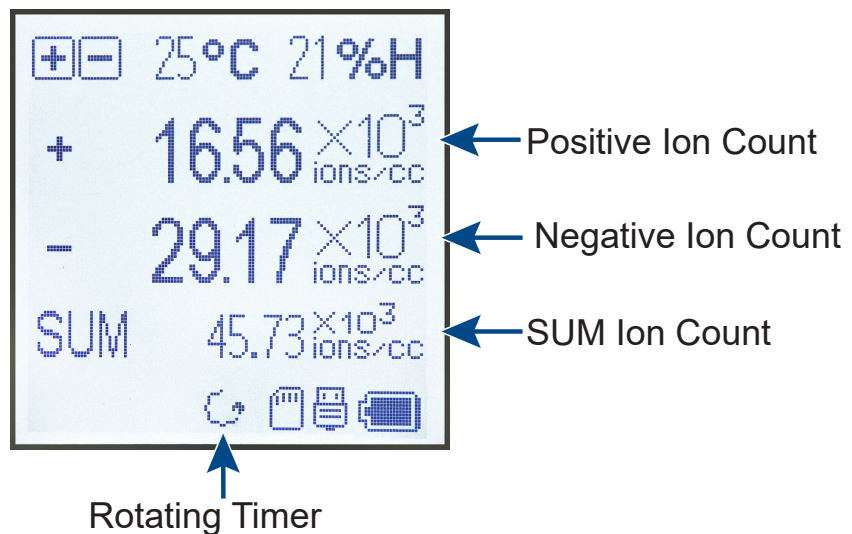 + − 25°C 21%H
+ 16.56 ×10³ ions/cc
Positive Ion Count
− 29.17 ×10³ ions/cc
Negative Ion Count
SUM 45.73 ×10³ ions/cc
SUM Ion Count
Rotating Timer